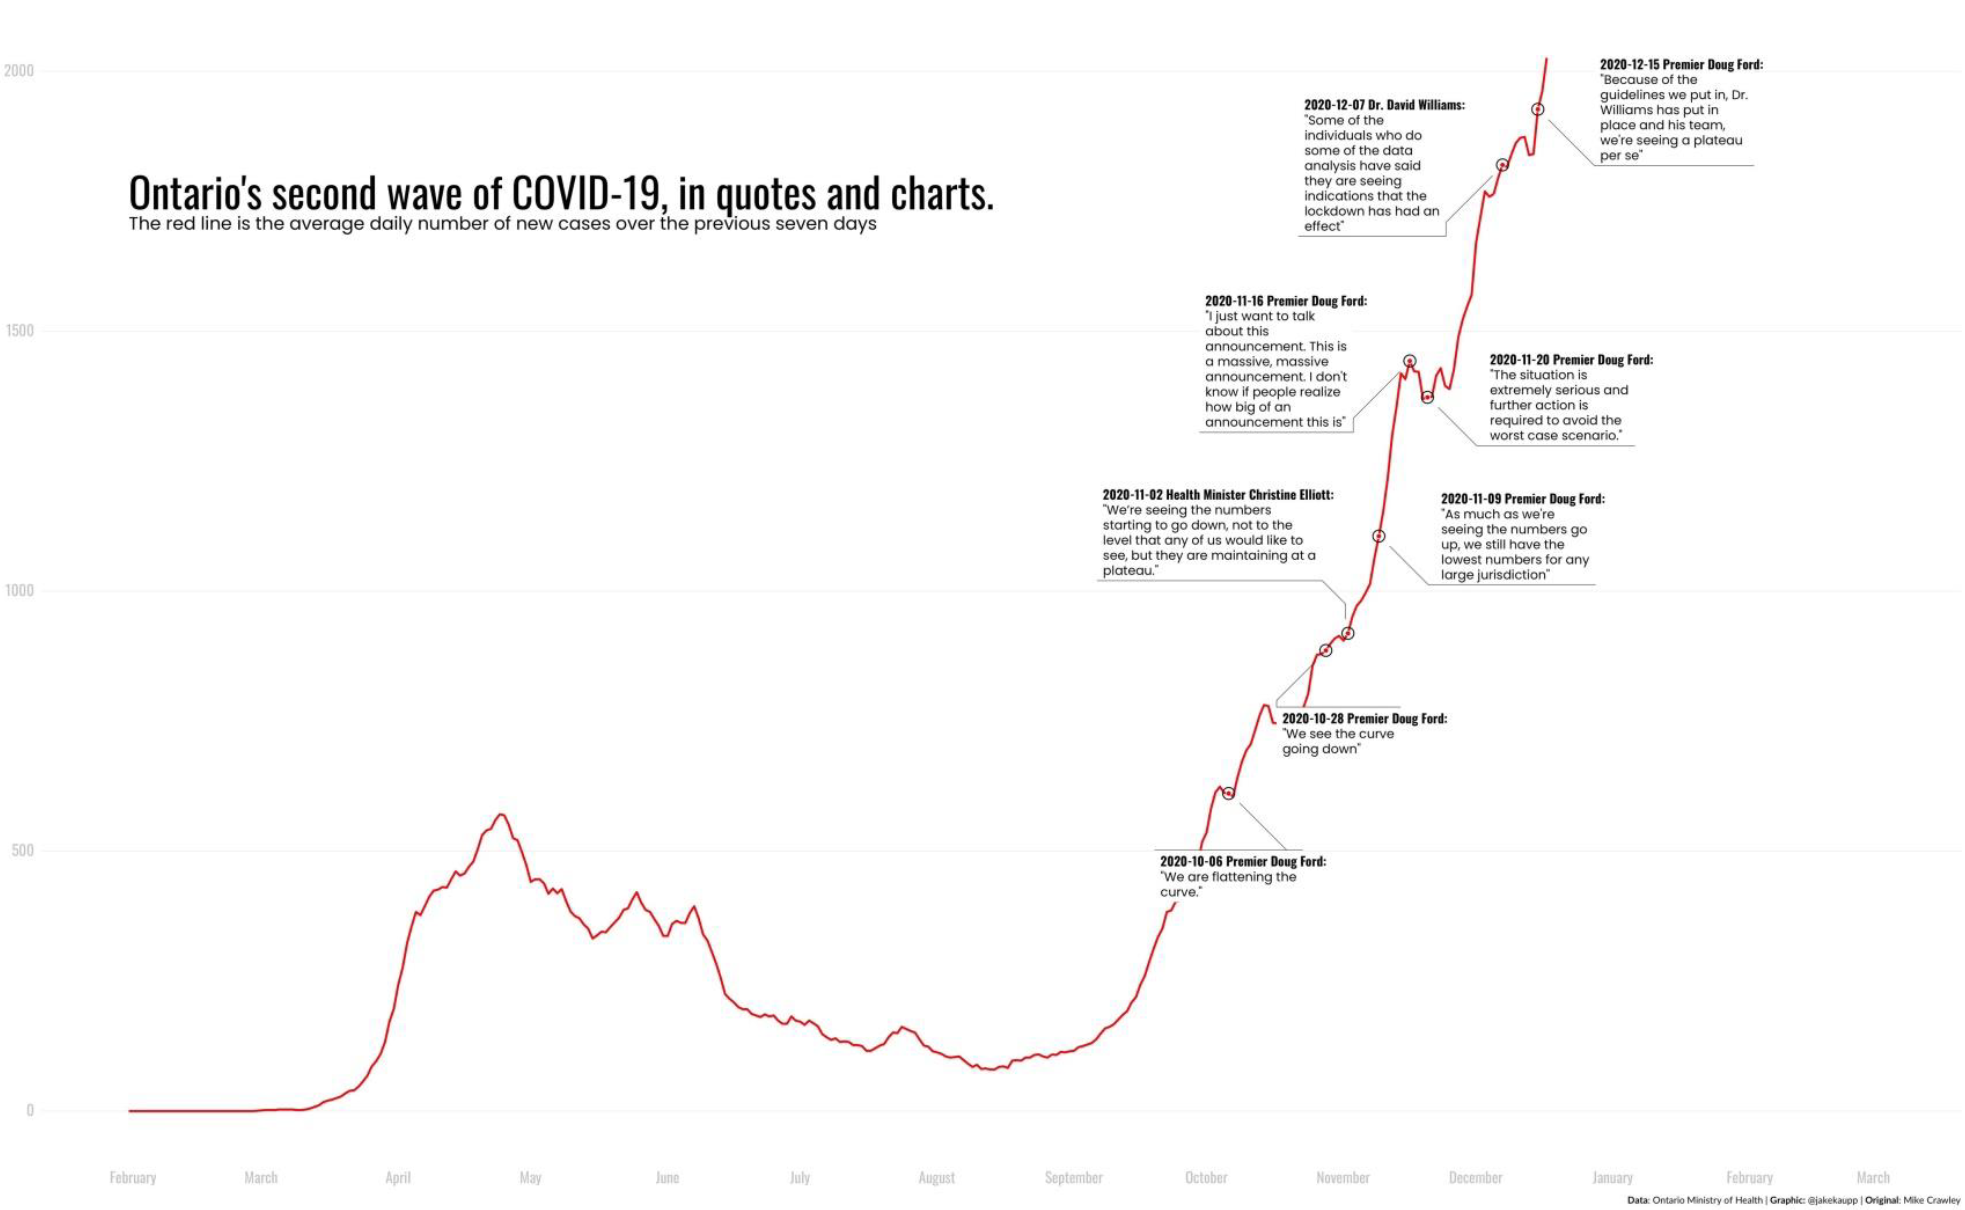 Ontario's second wave of COVID-19, in quotes and charts.
The red line is the average daily number of new cases over the previous seven days
2000
1500
1000
500
0
2020-12-15 Premier Doug Ford:
"Because of the
guidelines we put in, Dr.
Williams has put in
place and his team,
we're seeing a plateau
per se"
2020-12-07 Dr. David Williams:
"Some of the
individuals who do
some of the data
analysis have said
they are seeing
indications that the
lockdown has had an
effect"
2020-11-16 Premier Doug Ford:
"I just want to talk
about this
announcement. This is
a massive, massive
announcement. I don't
know if people realize
how big of an
announcement this is"
2020-11-20 Premier Doug Ford:
"The situation is
extremely serious and
further action is
required to avoid the
worst case scenario."
2020-11-02 Health Minister Christine Elliott:
"We're seeing the numbers
starting to go down, not to the
level that any of us would like to
see, but they are maintaining at a
plateau."
2020-11-09 Premier Doug Ford:
"As much as we're
seeing the numbers go
up, we still have the
lowest numbers for any
large jurisdiction"
2020-10-28 Premier Doug Ford:
"We see the curve
going down"
2020-10-06 Premier Doug Ford:
"We are flattening the
curve."
February March April May June July August September October November December January February March
Data: Ontario Ministry of Health | Graphic: @jakekaupp | Original: Mike Crawley